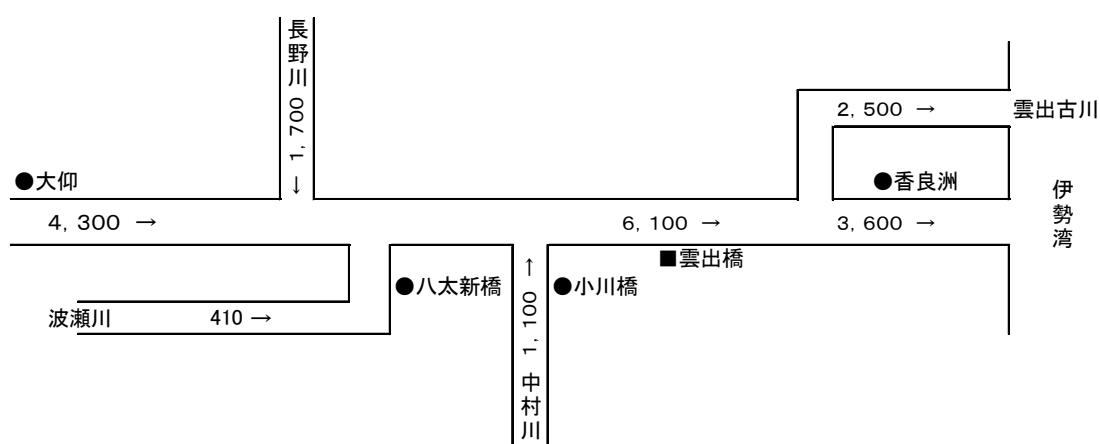 長野川 1,700 →
2,500 →
雲出古川
●大仰
●香良洲
伊勢湾
4,300 →
6,100 →
3,600 →
■雲出橋
●八太新橋
●小川橋
波瀬川
410 →
中村川 1,100 →